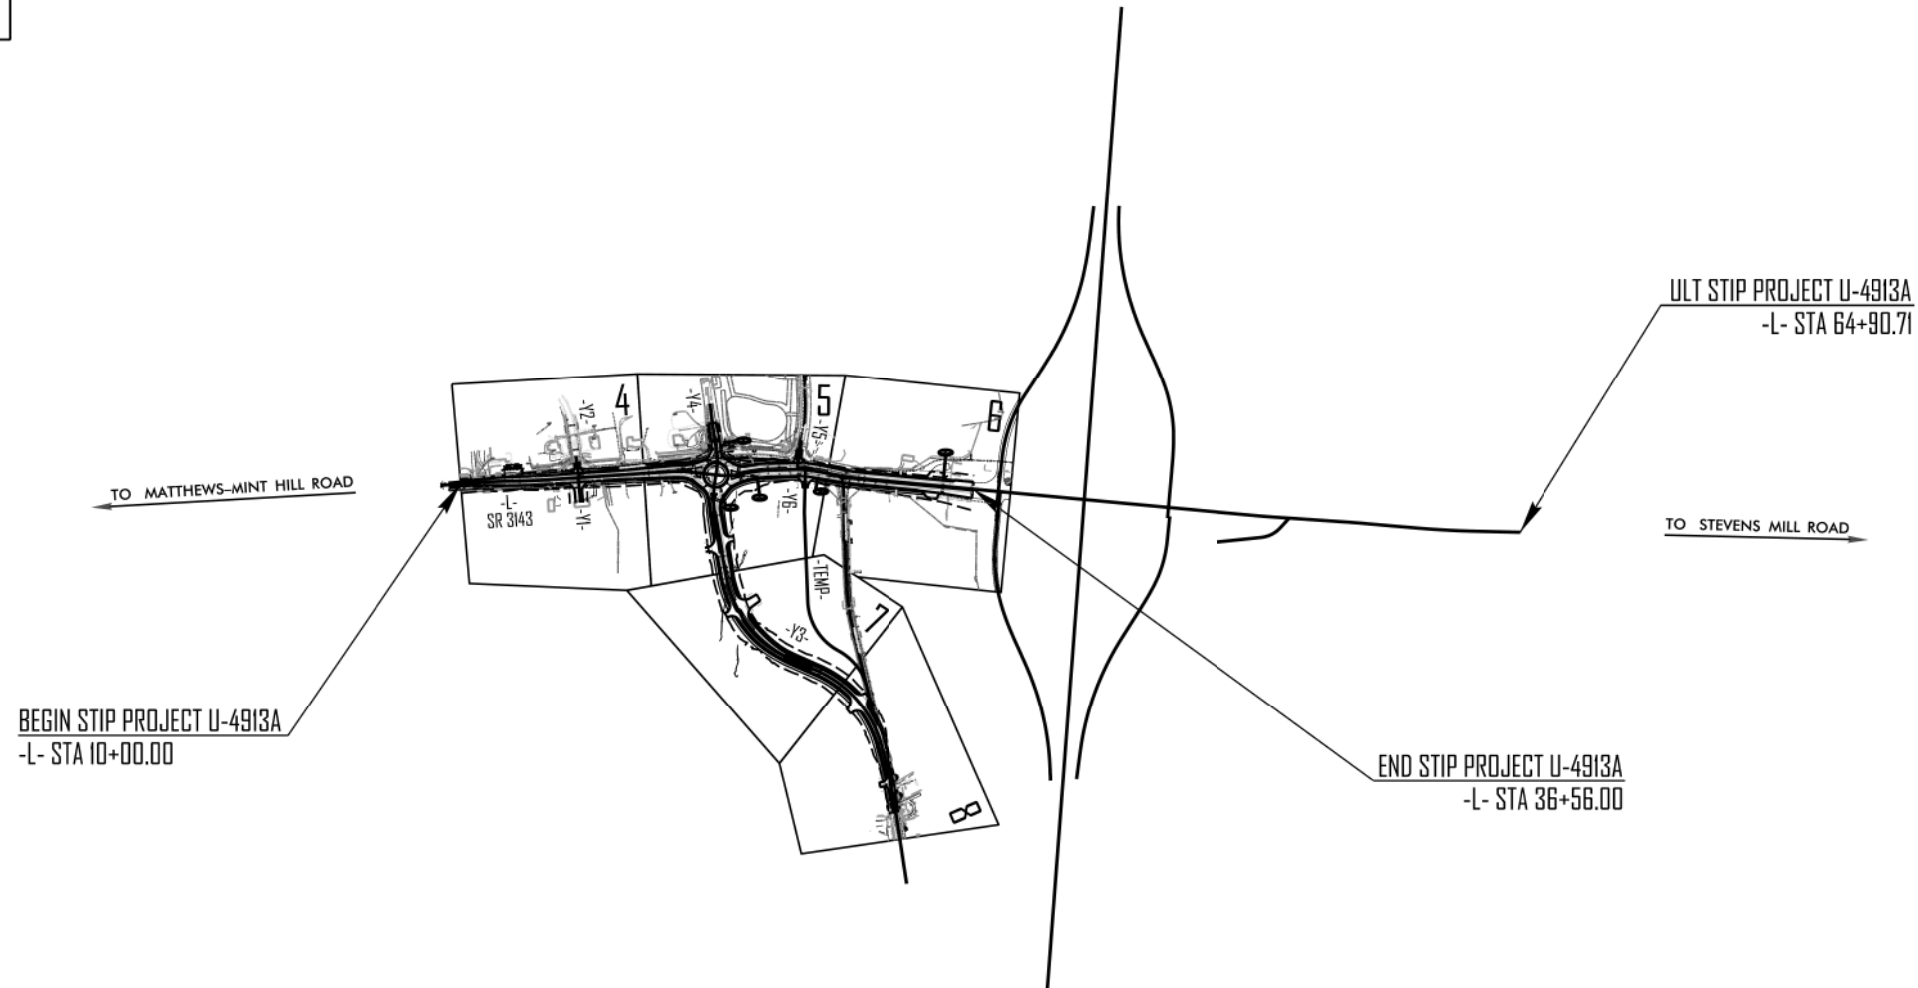 ULT STIP PROJECT U-4913A
-L- STA 64+90.71
4
5
6
-Y2-
-Y4-
-Y5-
TO MATTHEWS-MINT HILL ROAD
-L-
SR 3143
-Y1-
-Y6-
TO STEVENS MILL ROAD
-TEMP-
7
-Y3-
BEGIN STIP PROJECT U-4913A
-L- STA 10+00.00
END STIP PROJECT U-4913A
-L- STA 36+56.00
8